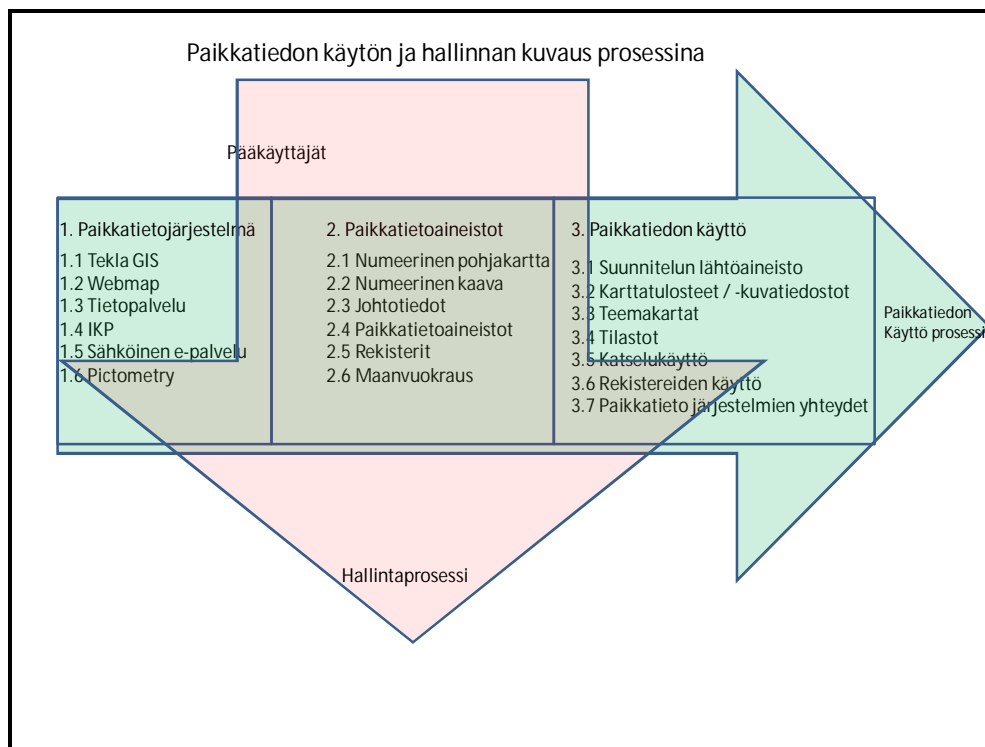 Paikkatiedon käytön ja hallinnan kuvaus prosessina
Pääkäyttäjät
1. Paikkatietojärjestelmä
1.1 Tekla GIS
1.2 Webmap
1.3 Tietopalvelu
1.4 IKP
1.5 Sähköinen e-palvelu
1.6 Pictometry
2. Paikkatietoaineistot
2.1 Numeerinen pohjakartta
2.2 Numeerinen kaava
2.3 Johtotiedot
2.4 Paikkatietoaineistot
2.5 Rekisterit
2.6 Maanvuokraus
3. Paikkatiedon käyttö
3.1 Suunnitelun lähtöaineisto
3.2 Karttatulosteet / -kuvatiedostot
3.3 Teemakartat
3.4 Tilastot
3.5 Katselukäyttö
3.6 Rekistereiden käyttö
3.7 Paikkatieto järjestelmien yhteydet
Paikkatiedon
Käyttö prosessi
Hallintaprosessi